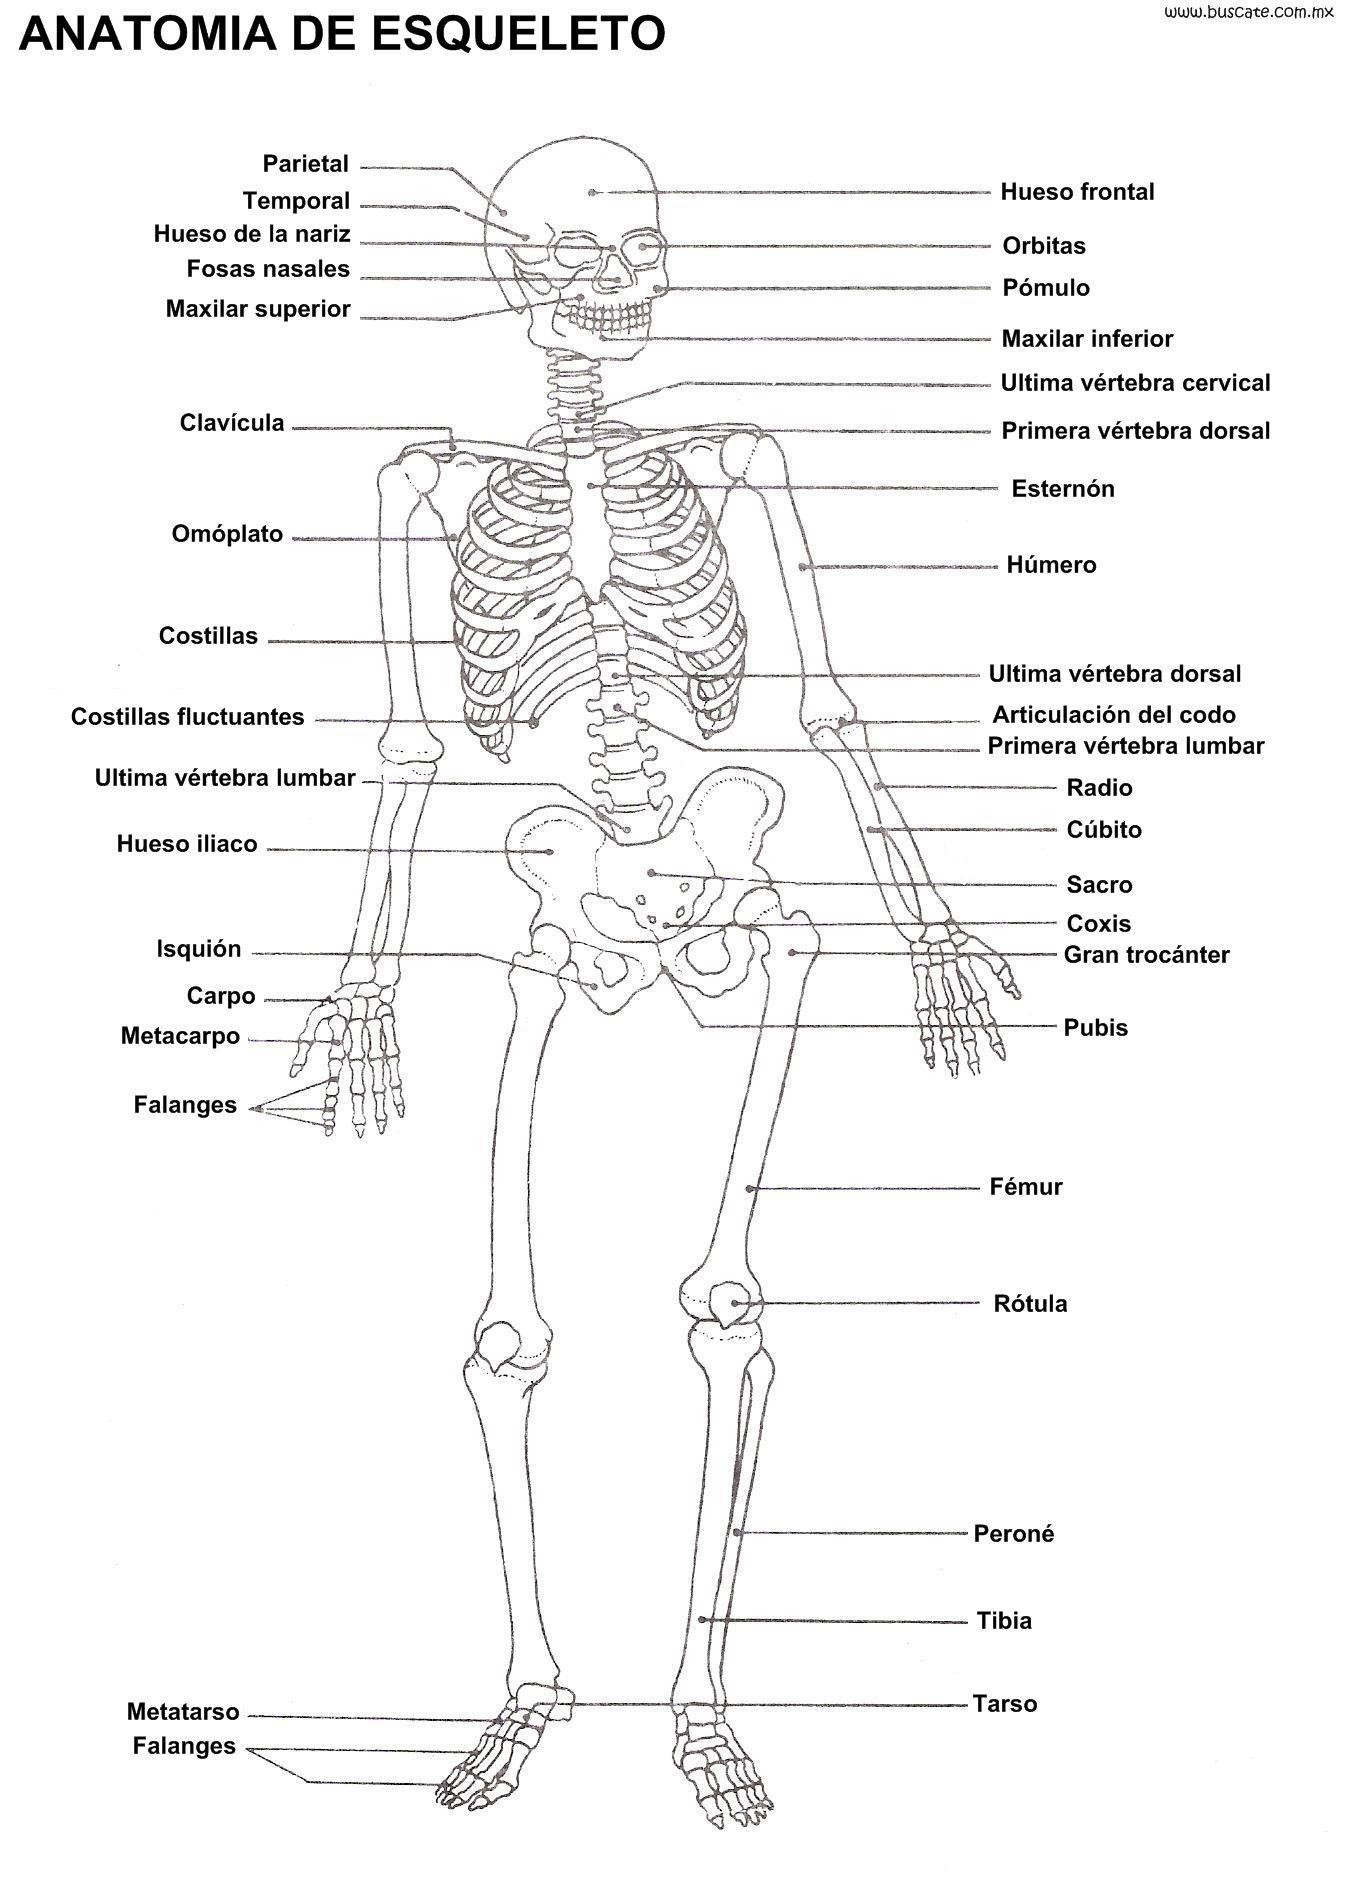 www.buscate.com.mx
ANATOMIA DE ESQUELETO
Parietal
Temporal
Hueso de la nariz
Fosas nasales
Maxilar superior
Clavícula
Omóplato
Costillas
Costillas fluctuantes
Ultima vértebra lumbar
Hueso iliaco
Isquión
Carpo
Metacarpo
Falanges
Metatarso
Falanges
Hueso frontal
Orbitas
Pómulo
Maxilar inferior
Ultima vértebra cervical
Primera vértebra dorsal
Esternón
Húmero
Ultima vértebra dorsal
Articulación del codo
Primera vértebra lumbar
Radio
Cúbito
Sacro
Coxis
Gran trocánter
Pubis
Fémur
Rótula
Peroné
Tibia
Tarso